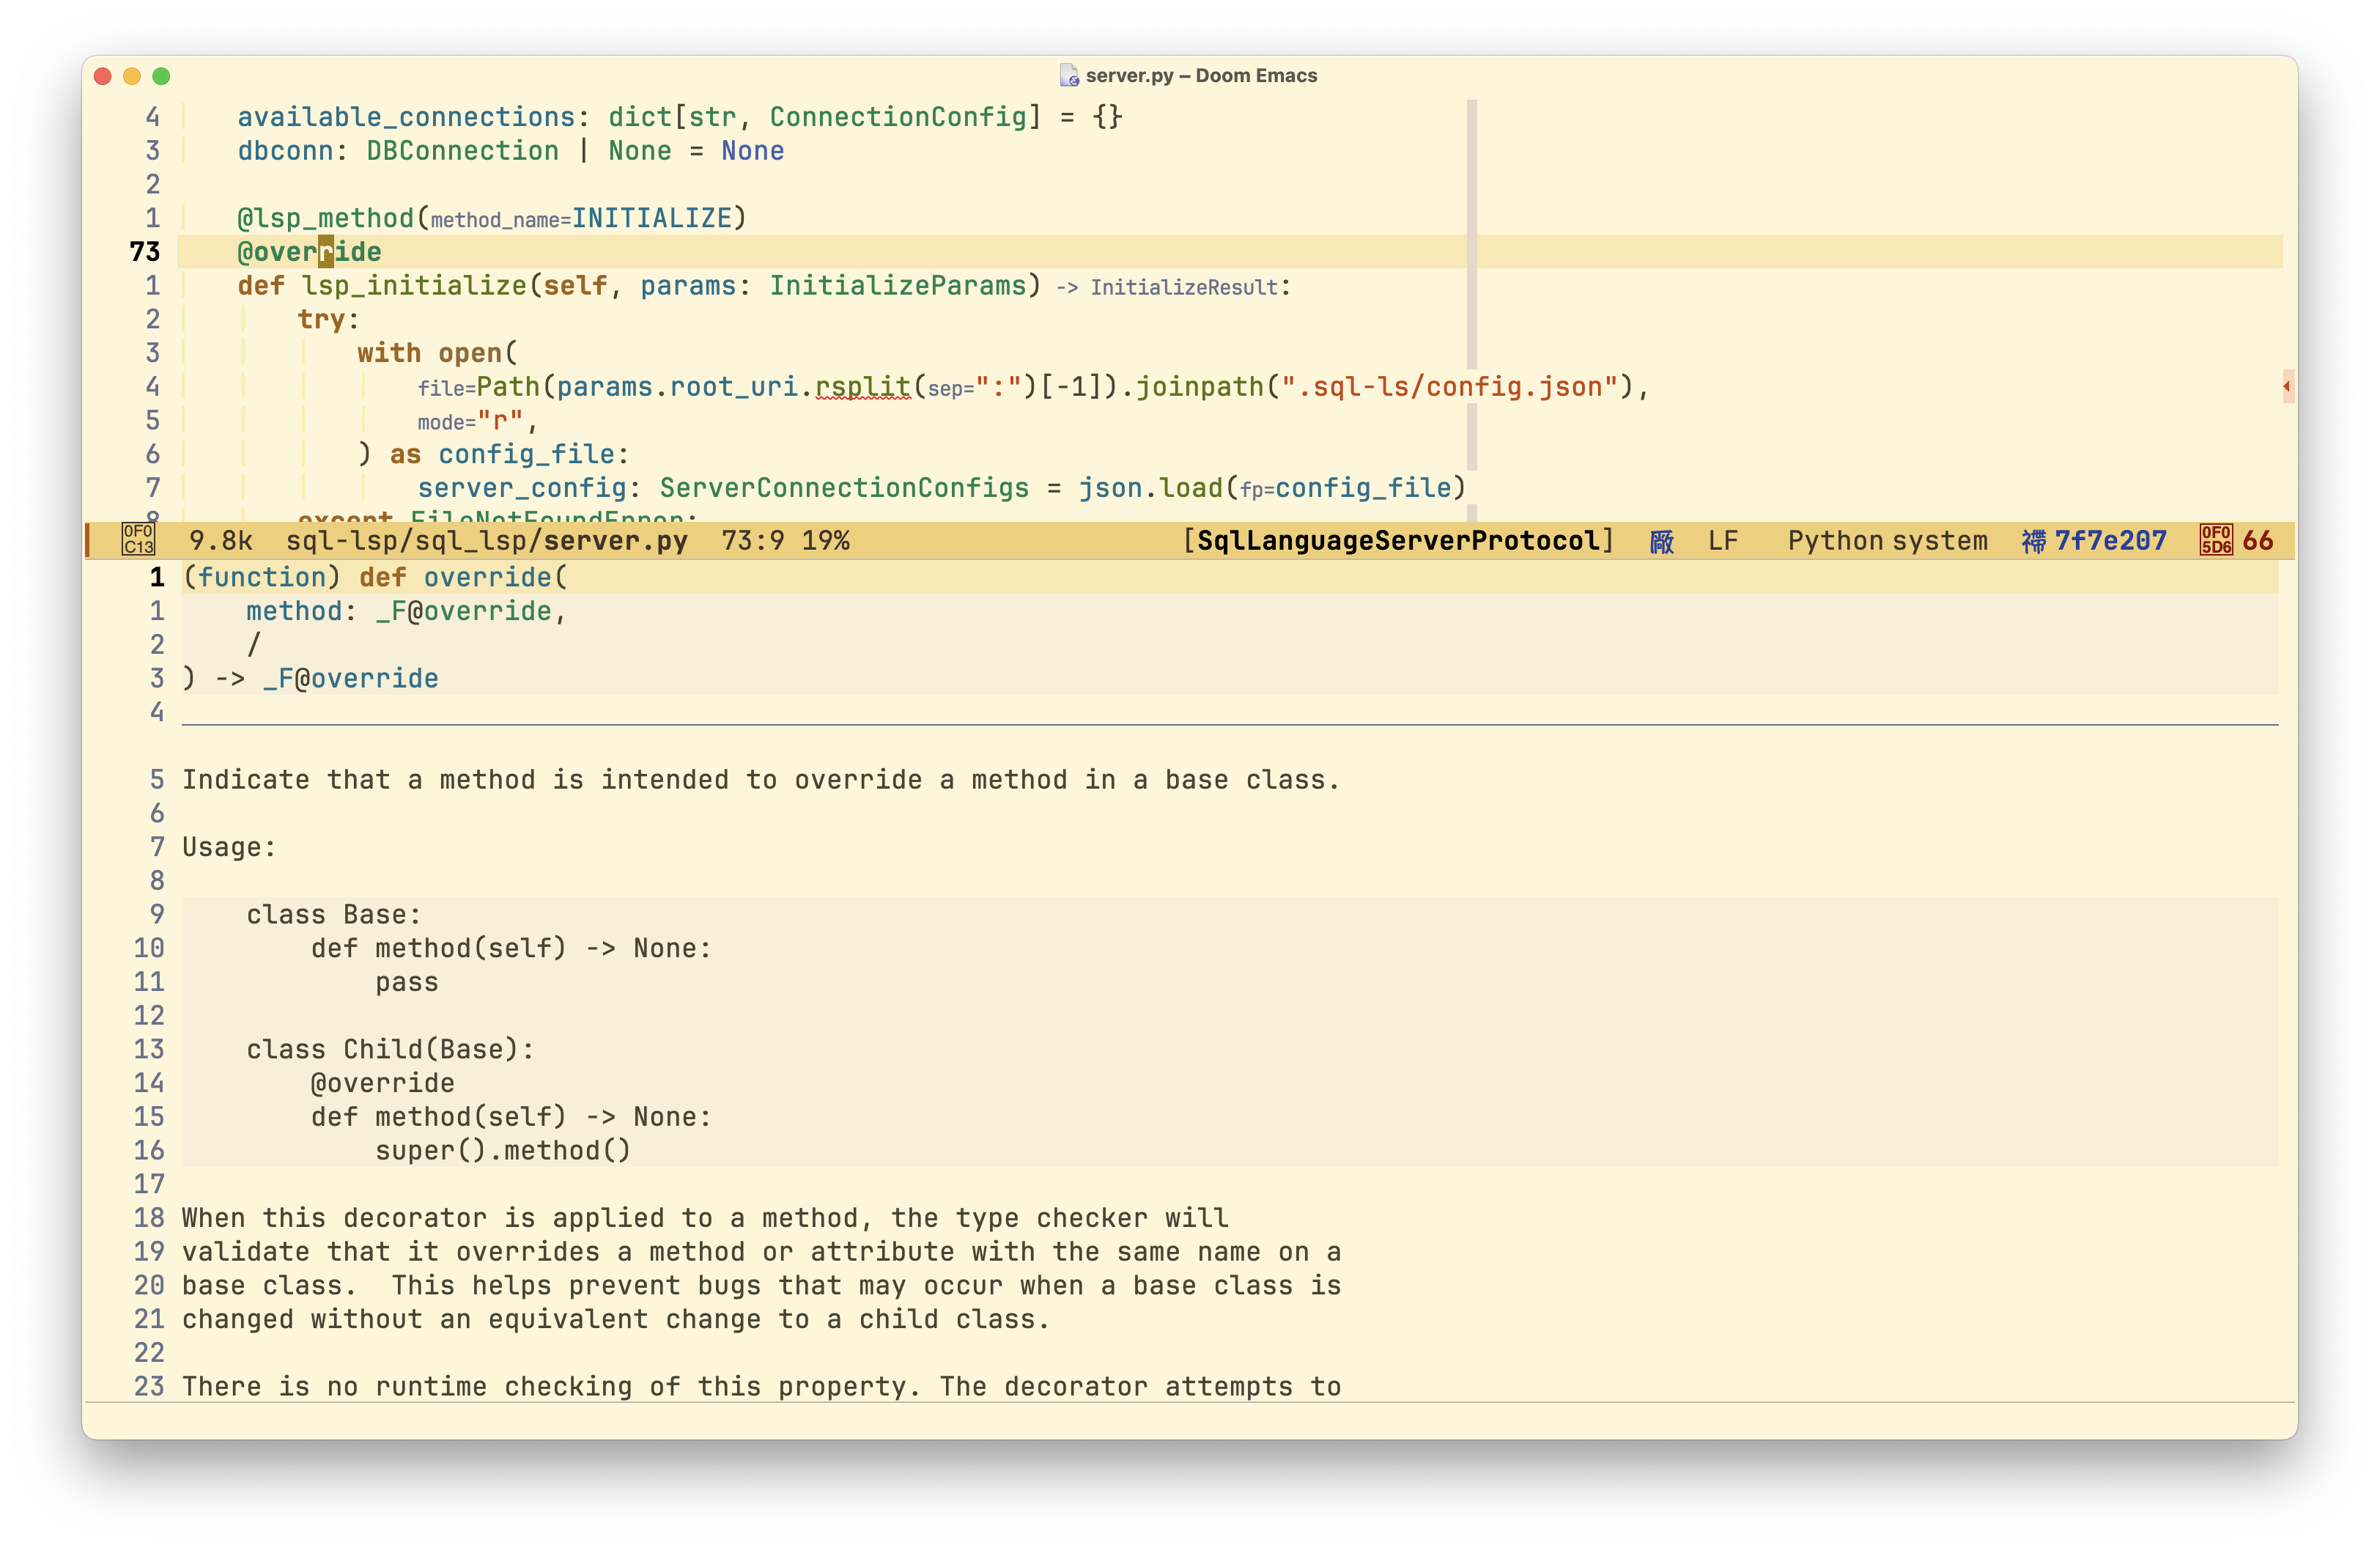 server.py – Doom Emacs
4 available_connections: dict[str, ConnectionConfig] = {}
3 dbconn: DBConnection | None = None
2
1 @lsp_method(method_name=INITIALIZE)
73 @override
1 def lsp_initialize(self, params: InitializeParams) -> InitializeResult:
2 try:
3 with open(
4 file=Path(params.root_uri.rsplit(sep=":")[-1]).joinpath(".sql-ls/config.json"),
5 mode="r",
6 ) as config_file:
7 server_config: ServerConnectionConfigs = json.load(fp=config_file)
8 except FileNotFoundError:
0F0C13 9.8k sql-lsp/sql_lsp/server.py 73:9 19% [SqlLanguageServerProtocol] 厰 LF Python system 7f7e207 0F05D6 66
1 (function) def override(
1 method: _F@override,
2 /
3 ) -> _F@override
4
5 Indicate that a method is intended to override a method in a base class.
6
7 Usage:
8
9 class Base:
10 def method(self) -> None:
11 pass
12
13 class Child(Base):
14 @override
15 def method(self) -> None:
16 super().method()
17
18 When this decorator is applied to a method, the type checker will
19 validate that it overrides a method or attribute with the same name on a
20 base class.  This helps prevent bugs that may occur when a base class is
21 changed without an equivalent change to a child class.
22
23 There is no runtime checking of this property. The decorator attempts to